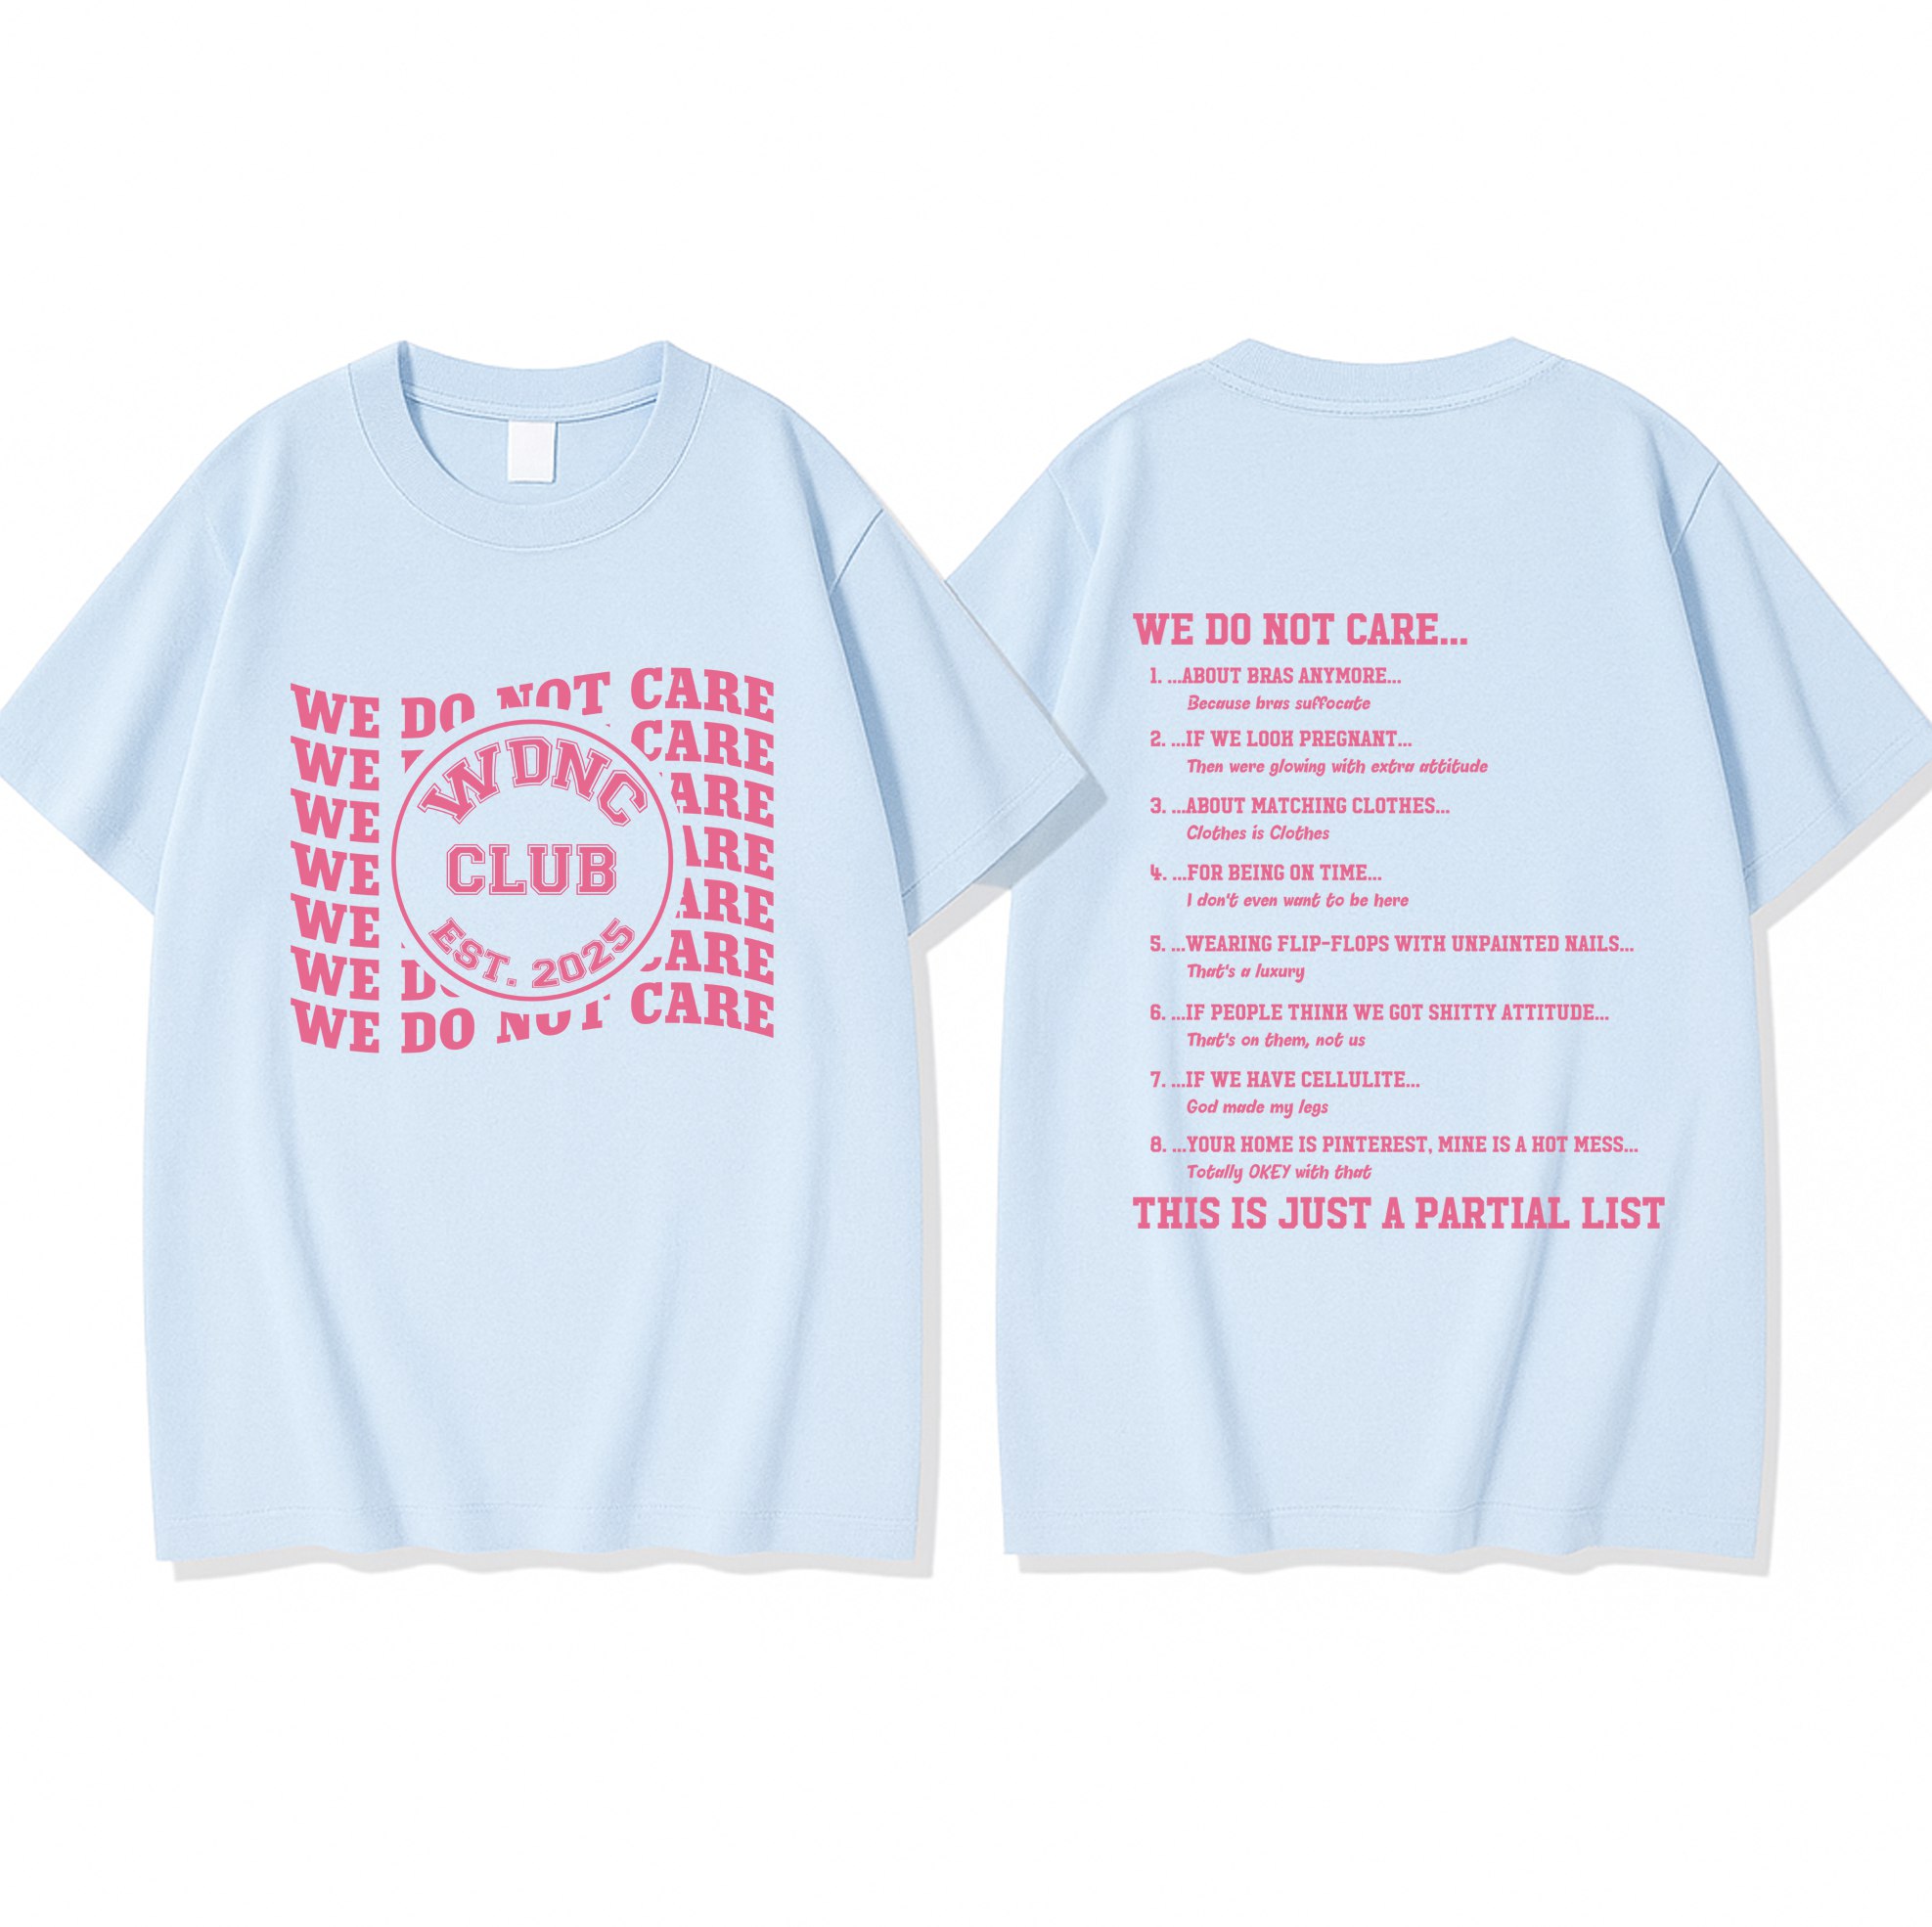 WE DO NOT CARE
WE CARE
WE ARE
WE ARE
WE ARE
WE D CARE
WE DO NOT CARE
WDNC
CLUB
EST. 2025
WE DO NOT CARE...
1. ...ABOUT BRAS ANYMORE...
Because bras suffocate
2. ...IF WE LOOK PREGNANT...
Then were glowing with extra attitude
3. ...ABOUT MATCHING CLOTHES...
Clothes is Clothes
4. ...FOR BEING ON TIME...
I don't even want to be here
5. ...WEARING FLIP-FLOPS WITH UNPAINTED NAILS...
That's a luxury
6. ...IF PEOPLE THINK WE GOT SHITTY ATTITUDE...
That's on them, not us
7. ...IF WE HAVE CELLULITE...
God made my legs
8. ...YOUR HOME IS PINTEREST, MINE IS A HOT MESS...
Totally OKEY with that
THIS IS JUST A PARTIAL LIST